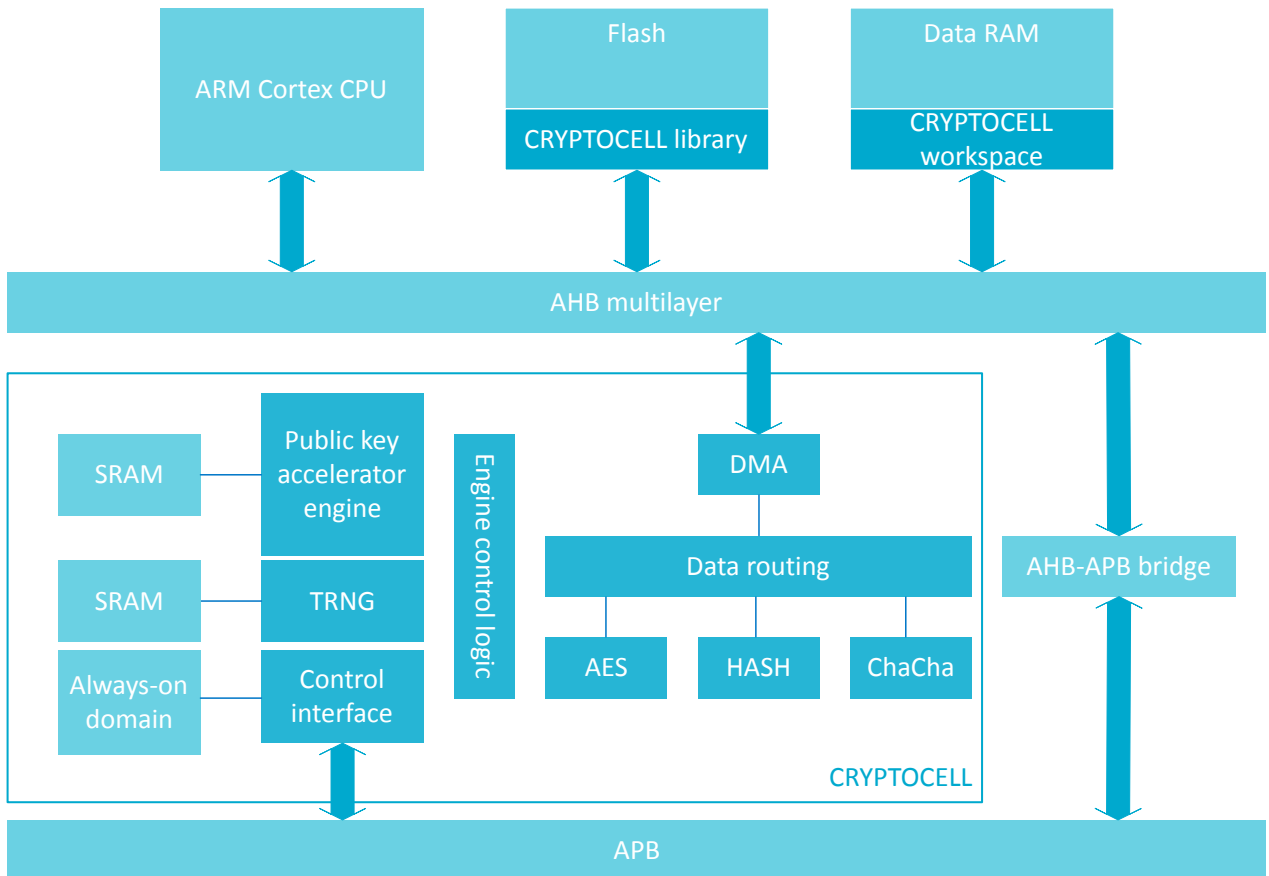 ARM Cortex CPU
Flash
CRYPTOCELL library
Data RAM
CRYPTOCELL
workspace
AHB multilayer
SRAM
Public key
accelerator
engine
SRAM
TRNG
Always-on
domain
Control
interface
Engine control logic
DMA
Data routing
AES
HASH
ChaCha
CRYPTOCELL
AHB-APB bridge
APB